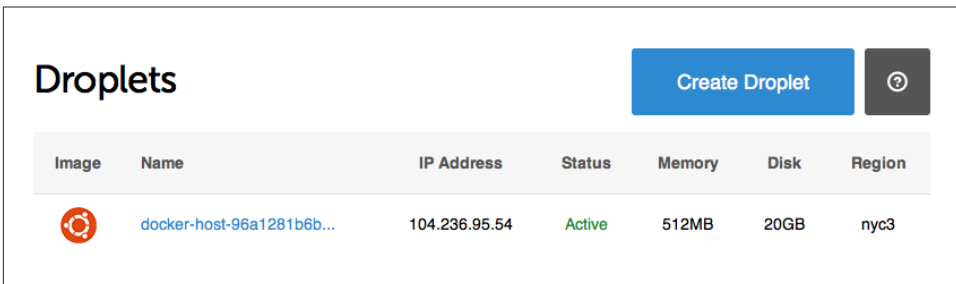 Droplets
Create Droplet
Image Name IP Address Status Memory Disk Region
docker-host-96a1281b6b... 104.236.95.54 Active 512MB 20GB nyc3